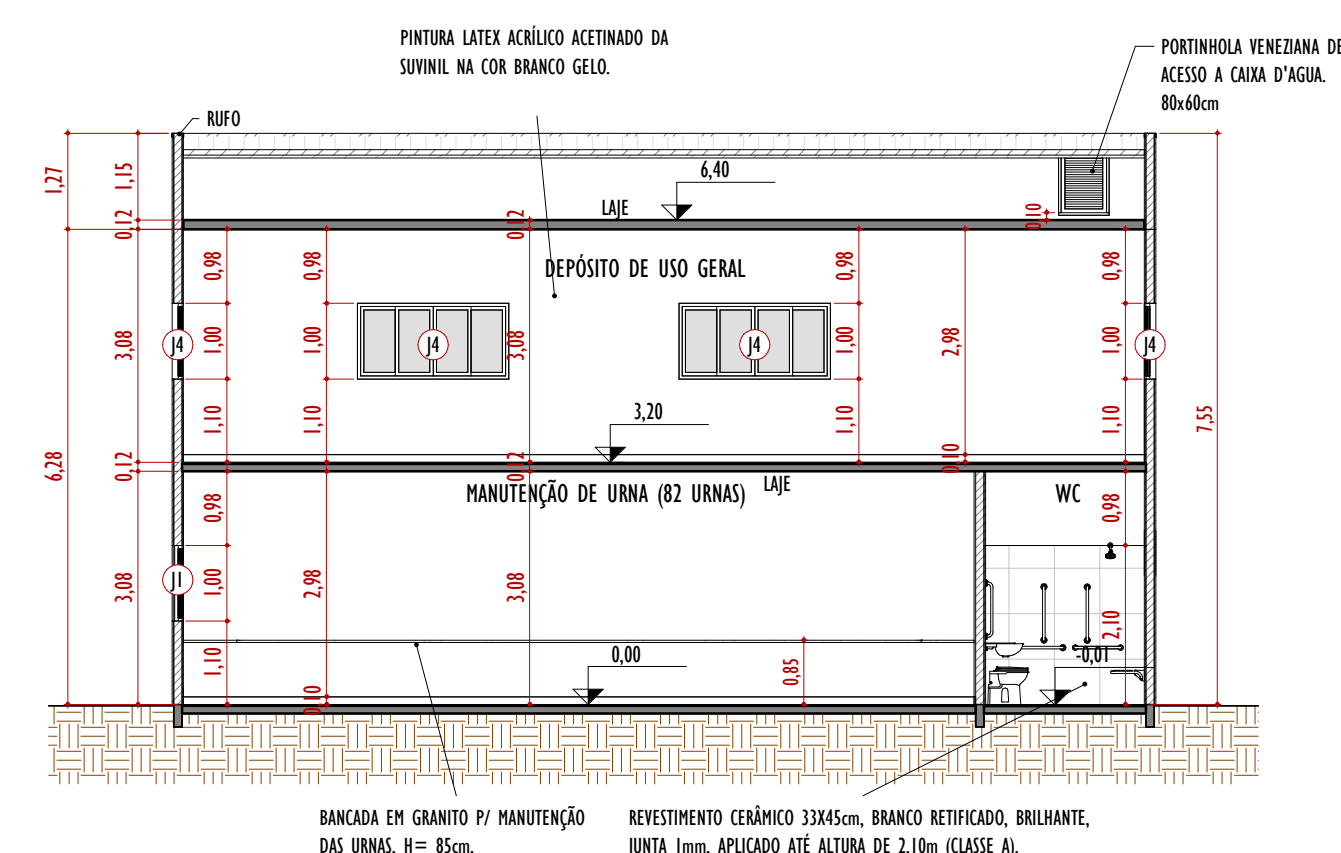 PINTURA LATEX ACRÍLICO ACETINADO DA
SUVINIL NA COR BRANCO GELO.
PORTINHOLA VENEZIANA DE
ACESSO A CAIXA D'AGUA.
80x60cm
RUFO
1,27
1,15
0,12
6,40
LAJE
0,12
0,10
DEPÓSITO DE USO GERAL
0,98
0,98
0,98
0,98
3,08
J4
1,00
1,00
J4
3,08
J4
1,00
2,98
1,00
J4
7,55
1,10
1,10
3,20
1,10
1,10
6,28
0,12
0,12
0,10
MANUTENÇÃO DE URNA (82 URNAS)
LAJE
WC
0,98
0,98
3,08
J1
1,00
2,98
3,08
2,10
1,10
0,00
0,85
-0,01
0,10
BANCADA EM GRANITO P/ MANUTENÇÃO
DAS URNAS, H= 85cm.
REVESTIMENTO CERÂMICO 33X45cm, BRANCO RETIFICADO, BRILHANTE,
JUNTA 1mm, APLICADO ATÉ ALTURA DE 2,10m (CLASSE A).